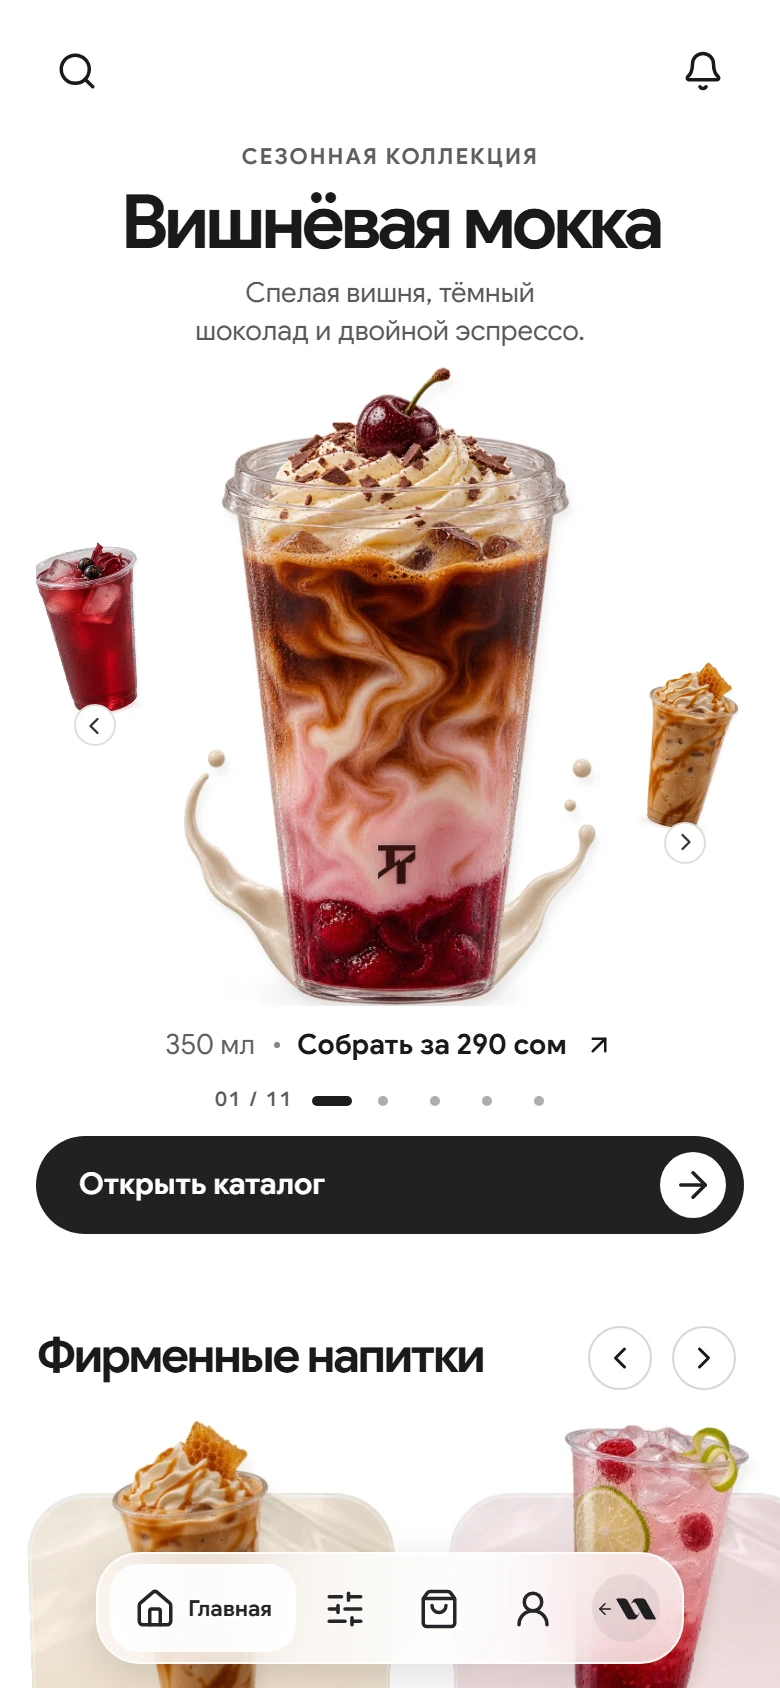 СЕЗОННАЯ КОЛЛЕКЦИЯ
Вишнёвая мокка
Спелая вишня, тёмный
шоколад и двойной эспрессо.
350 мл • Собрать за 290 сом
01 / 11
Открыть каталог
Фирменные напитки
Главная